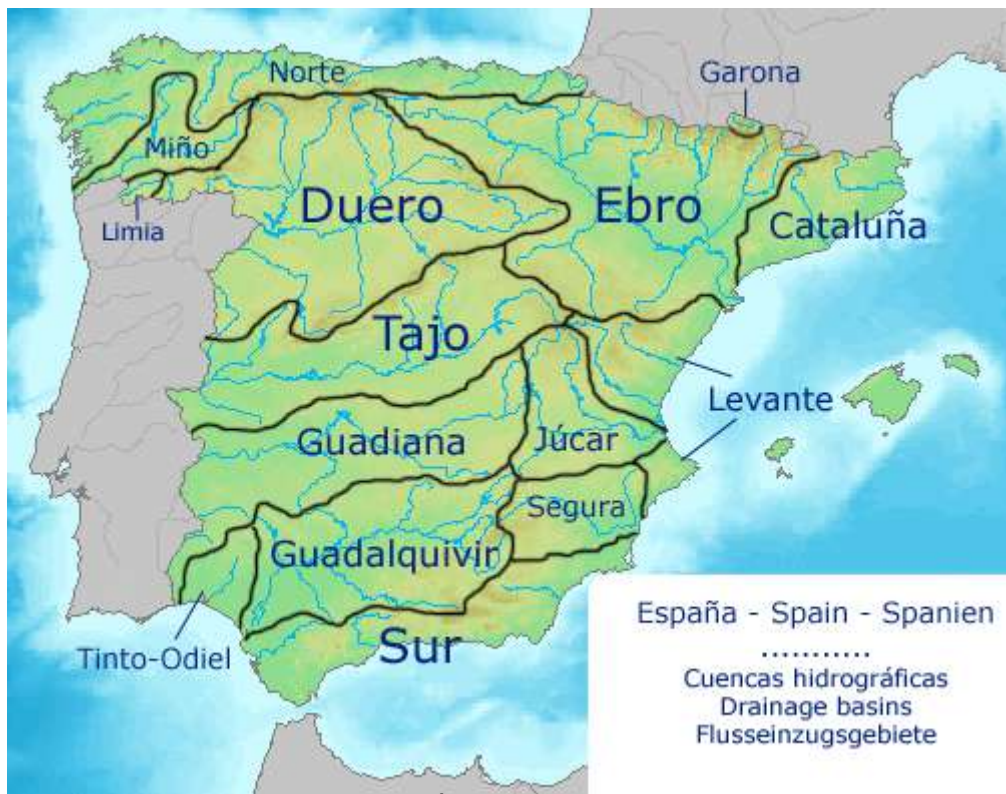 Norte
Garona
Miño
Duero
Ebro
Cataluña
Limia
Tajo
Levante
Guadiana
Júcar
Segura
Guadalquivir
Tinto-Odiel
Sur
España - Spain - Spanien
...........
Cuencas hidrográficas
Drainage basins
Flusseinzugsgebiete